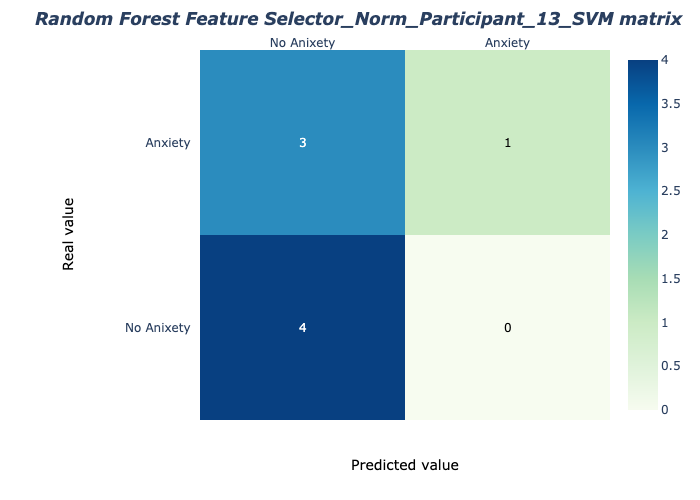 Random Forest Feature Selector_Norm_Participant_13_SVM matrix
No Anixety
Anxiety
4
3.5
3
2.5
2
1.5
1
0.5
0
Anxiety
3
1
Real value
No Anixety
4
0
Predicted value